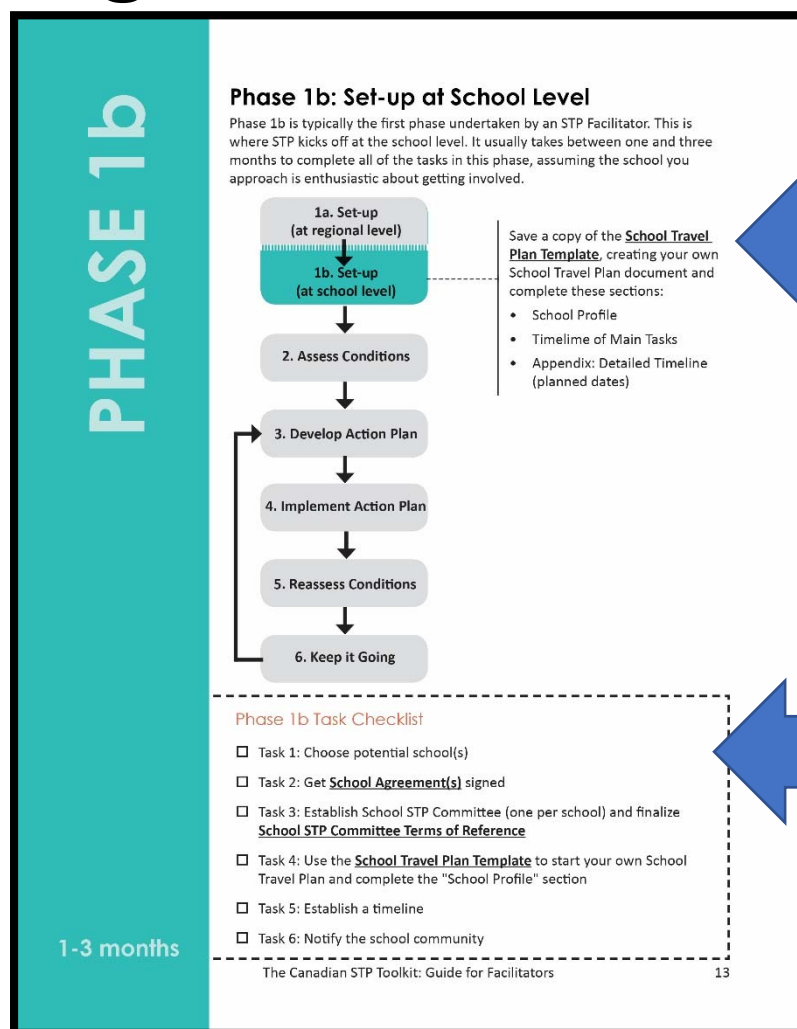 PHASE 1b
1-3 months
Phase 1b: Set-up at School Level
Phase 1b is typically the first phase undertaken by an STP Facilitator. This is
where STP kicks off at the school level. It usually takes between one and three
months to complete all of the tasks in this phase, assuming the school you
approach is enthusiastic about getting involved.
1a. Set-up
(at regional level)
1b. Set-up
(at school level)
2. Assess Conditions
3. Develop Action Plan
4. Implement Action Plan
5. Reassess Conditions
6. Keep it Going
Save a copy of the School Travel
Plan Template, creating your own
School Travel Plan document and
complete these sections:
• School Profile
• Timelime of Main Tasks
• Appendix: Detailed Timeline
(planned dates)
Phase 1b Task Checklist
☐ Task 1: Choose potential school(s)
☐ Task 2: Get School Agreement(s) signed
☐ Task 3: Establish School STP Committee (one per school) and finalize
School STP Committee Terms of Reference
☐ Task 4: Use the School Travel Plan Template to start your own School
Travel Plan and complete the "School Profile" section
☐ Task 5: Establish a timeline
☐ Task 6: Notify the school community
The Canadian STP Toolkit: Guide for Facilitators 13